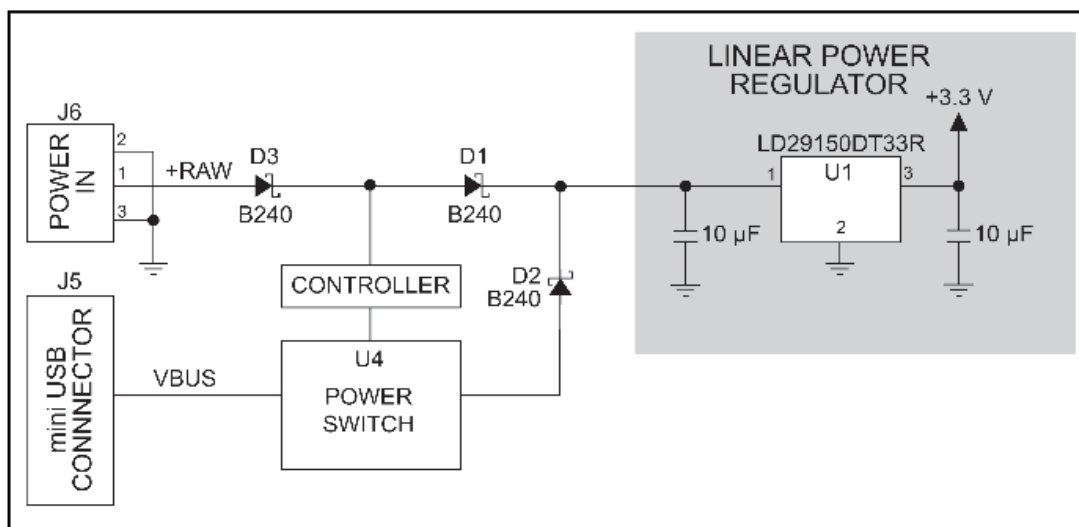 LINEAR POWER
REGULATOR
+3.3 V
LD29150DT33R
U1
1
3
2
10 µF
10 µF
J6
POWER
IN
2
1
3
+RAW
D3
B240
D1
B240
D2
B240
CONTROLLER
J5
mini USB
CONNNECTOR
VBUS
U4
POWER
SWITCH